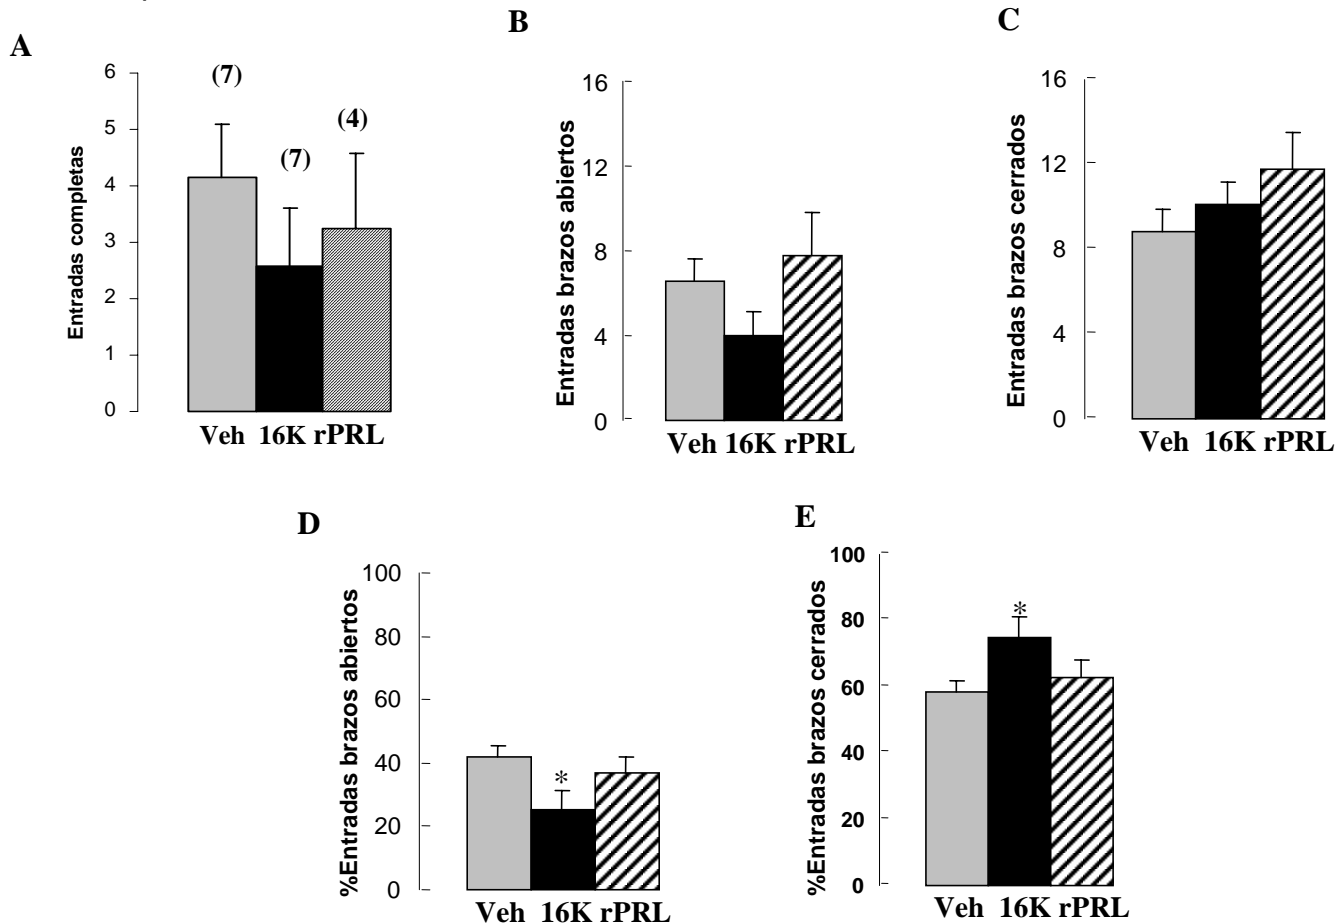 A
Entradas completas
6
5
4
3
2
1
0
(7)
(7)
(4)
Veh 16K rPRL
B
Entradas brazos abiertos
16
12
8
4
0
Veh 16K rPRL
C
Entradas brazos cerrados
16
12
8
4
0
Veh 16K rPRL
D
%Entradas brazos abiertos
100
80
60
40
20
0
*
Veh 16K rPRL
E
%Entradas brazos cerrados
100
80
60
40
20
0
*
Veh 16K rPRL